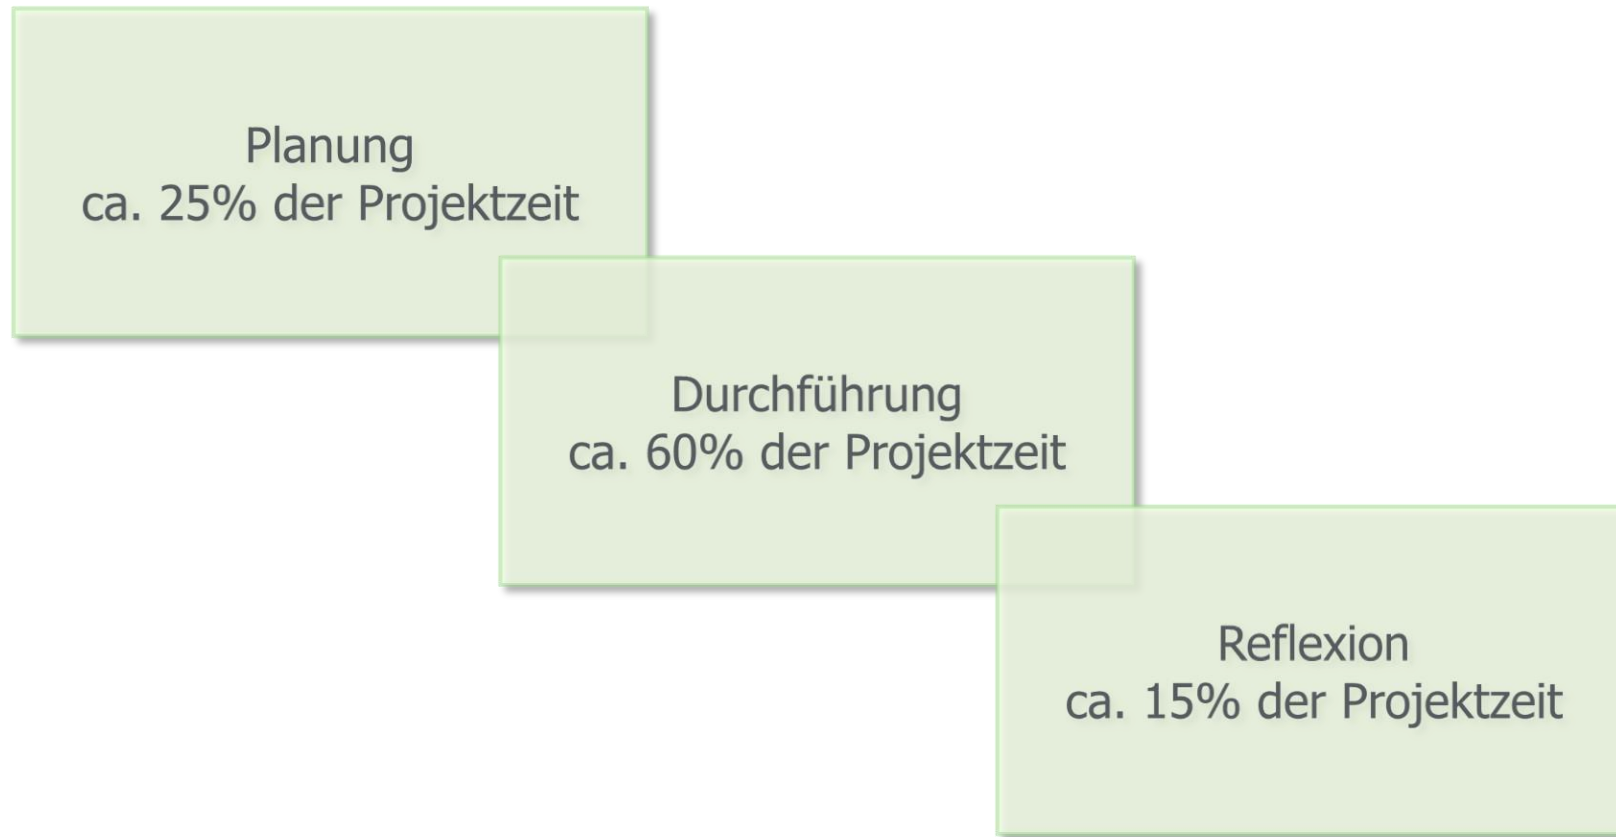 Planung
ca. 25% der Projektzeit
Durchführung
ca. 60% der Projektzeit
Reflexion
ca. 15% der Projektzeit